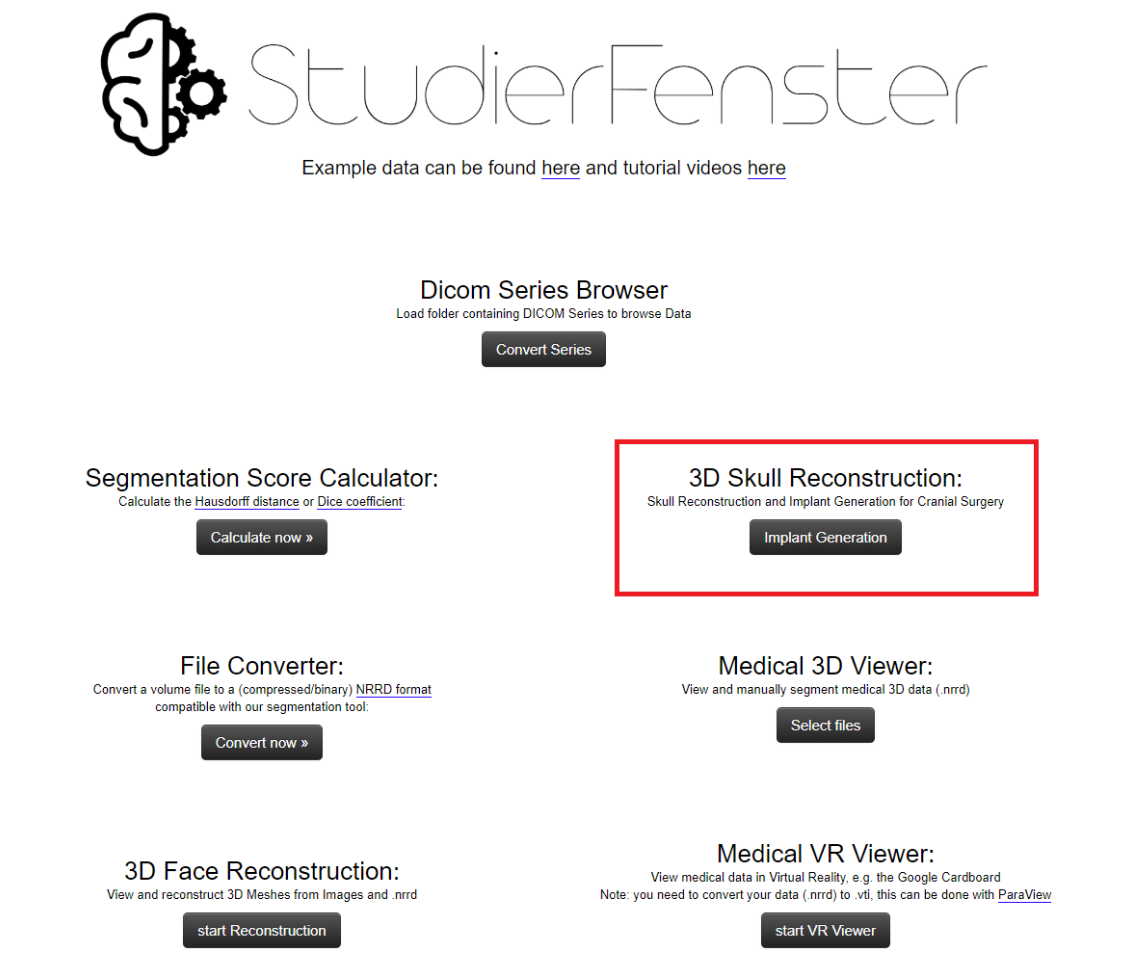 StudierFenster
Example data can be found here and tutorial videos here
Dicom Series Browser
Load folder containing DICOM Series to browse Data
Convert Series
Segmentation Score Calculator:
Calculate the Hausdorff distance or Dice coefficient:
Calculate now »
3D Skull Reconstruction:
Skull Reconstruction and Implant Generation for Cranial Surgery
Implant Generation
File Converter:
Convert a volume file to a (compressed/binary) NRRD format
compatible with our segmentation tool:
Convert now »
Medical 3D Viewer:
View and manually segment medical 3D data (.nrrd)
Select files
3D Face Reconstruction:
View and reconstruct 3D Meshes from Images and .nrrd
start Reconstruction
Medical VR Viewer:
View medical data in Virtual Reality, e.g. the Google Cardboard
Note: you need to convert your data (.nrrd) to .vti, this can be done with ParaView
start VR Viewer